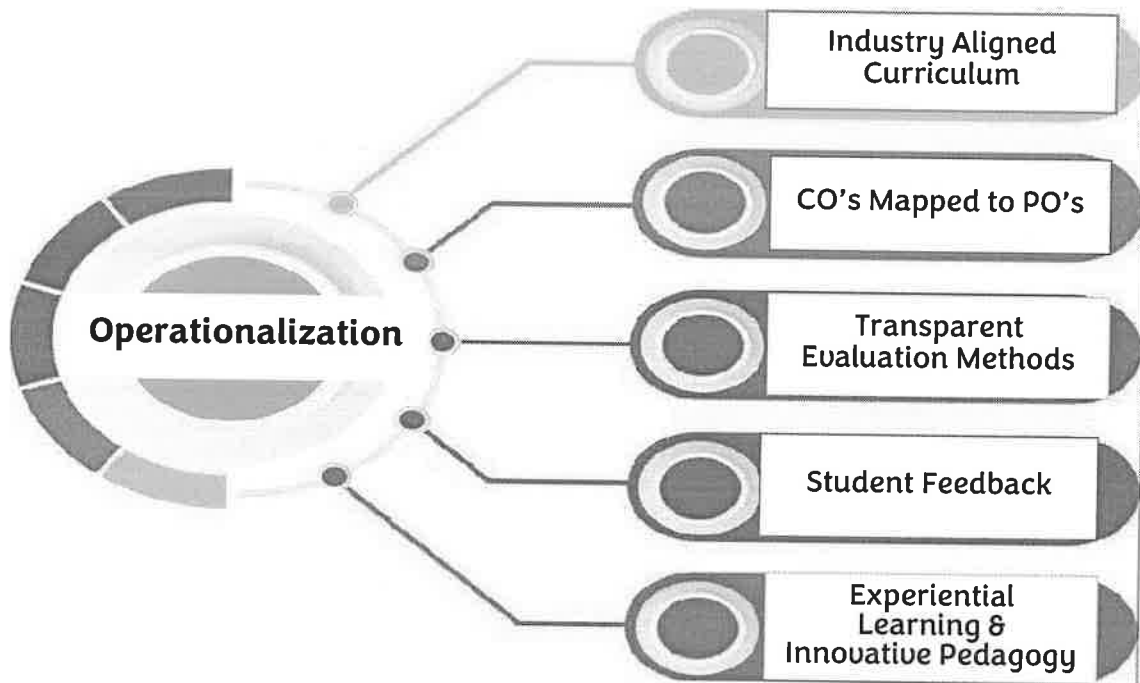 Industry Aligned
Curriculum
CO's Mapped to PO's
Operationalization
Transparent
Evaluation Methods
Student Feedback
Experiential
Learning &
Innovative Pedagogy